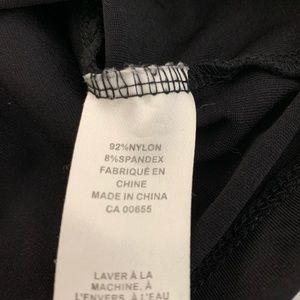 92%NYLON
8%SPANDEX
FABRIQUÉ EN
CHINE
MADE IN CHINA
CA 00655
LAVER À LA
MACHINE, À
L'ENVERS, À L'EAU